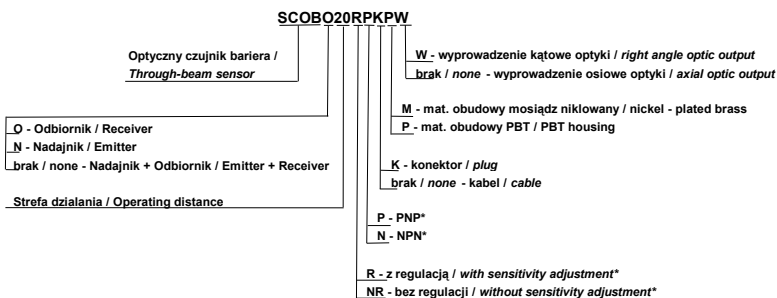 SCOBO20RPKPW
Optyczny czujnik bariera /
Through-beam sensor
W - wyprowadzenie kątowe optyki / right angle optic output
brak / none - wyprowadzenie osiowe optyki / axial optic output
M - mat. obudowy mosiądz niklowany / nickel - plated brass
P - mat. obudowy PBT / PBT housing
O - Odbiornik / Receiver
N - Nadajnik / Emitter
brak / none - Nadajnik + Odbiornik / Emitter + Receiver
K - konektor / plug
brak / none - kabel / cable
Strefa dzialania / Operating distance
P - PNP*
N - NPN*
R - z regulacją / with sensitivity adjustment*
NR - bez regulacji / without sensitivity adjustment*